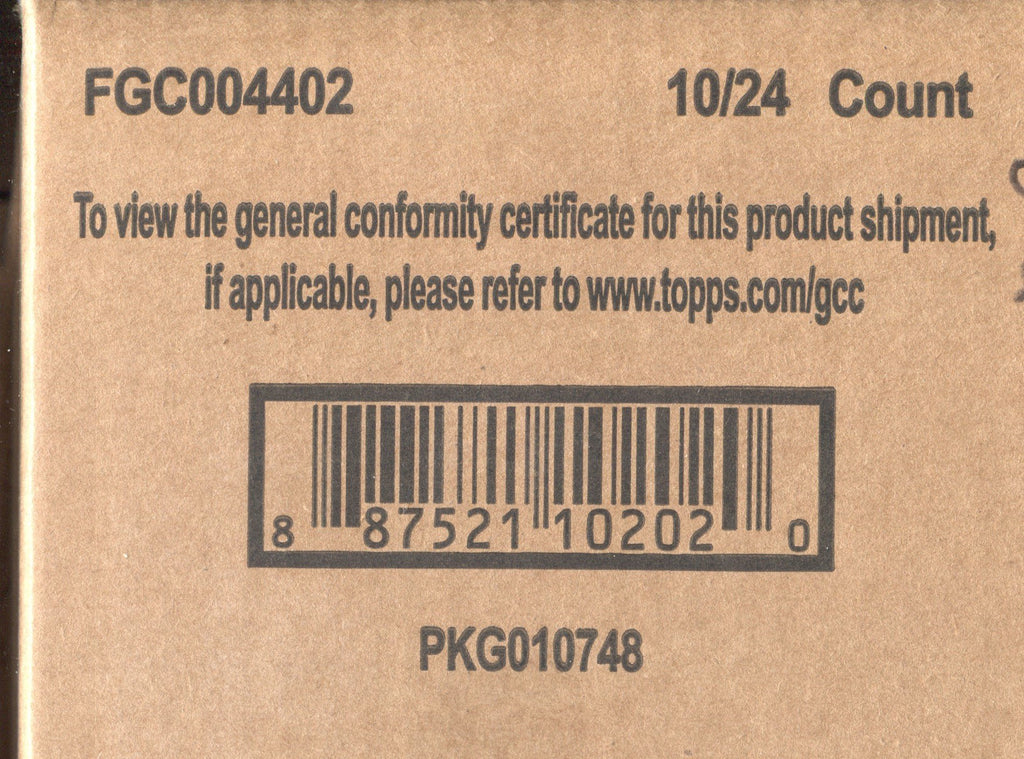 FGC004402 10/24 Count
To view the general conformity certificate for this product shipment,
if applicable, please refer to www.topps.com/gcc
8 87521 10202 0
PKG010748